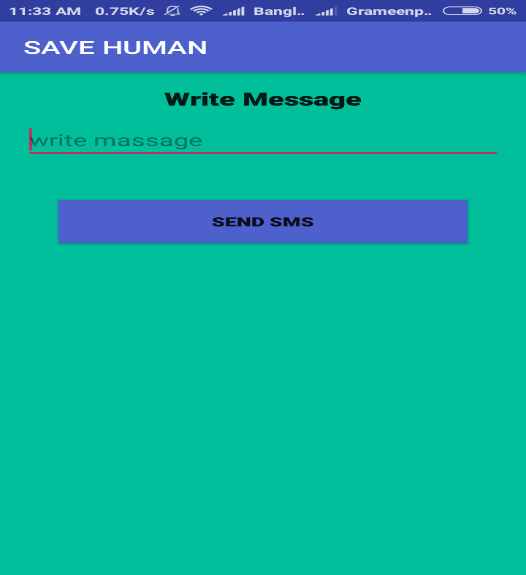 11:33 AM 0.75K/s Bangl.. Grameenp.. 50%
SAVE HUMAN
Write Message
write massage
SEND SMS